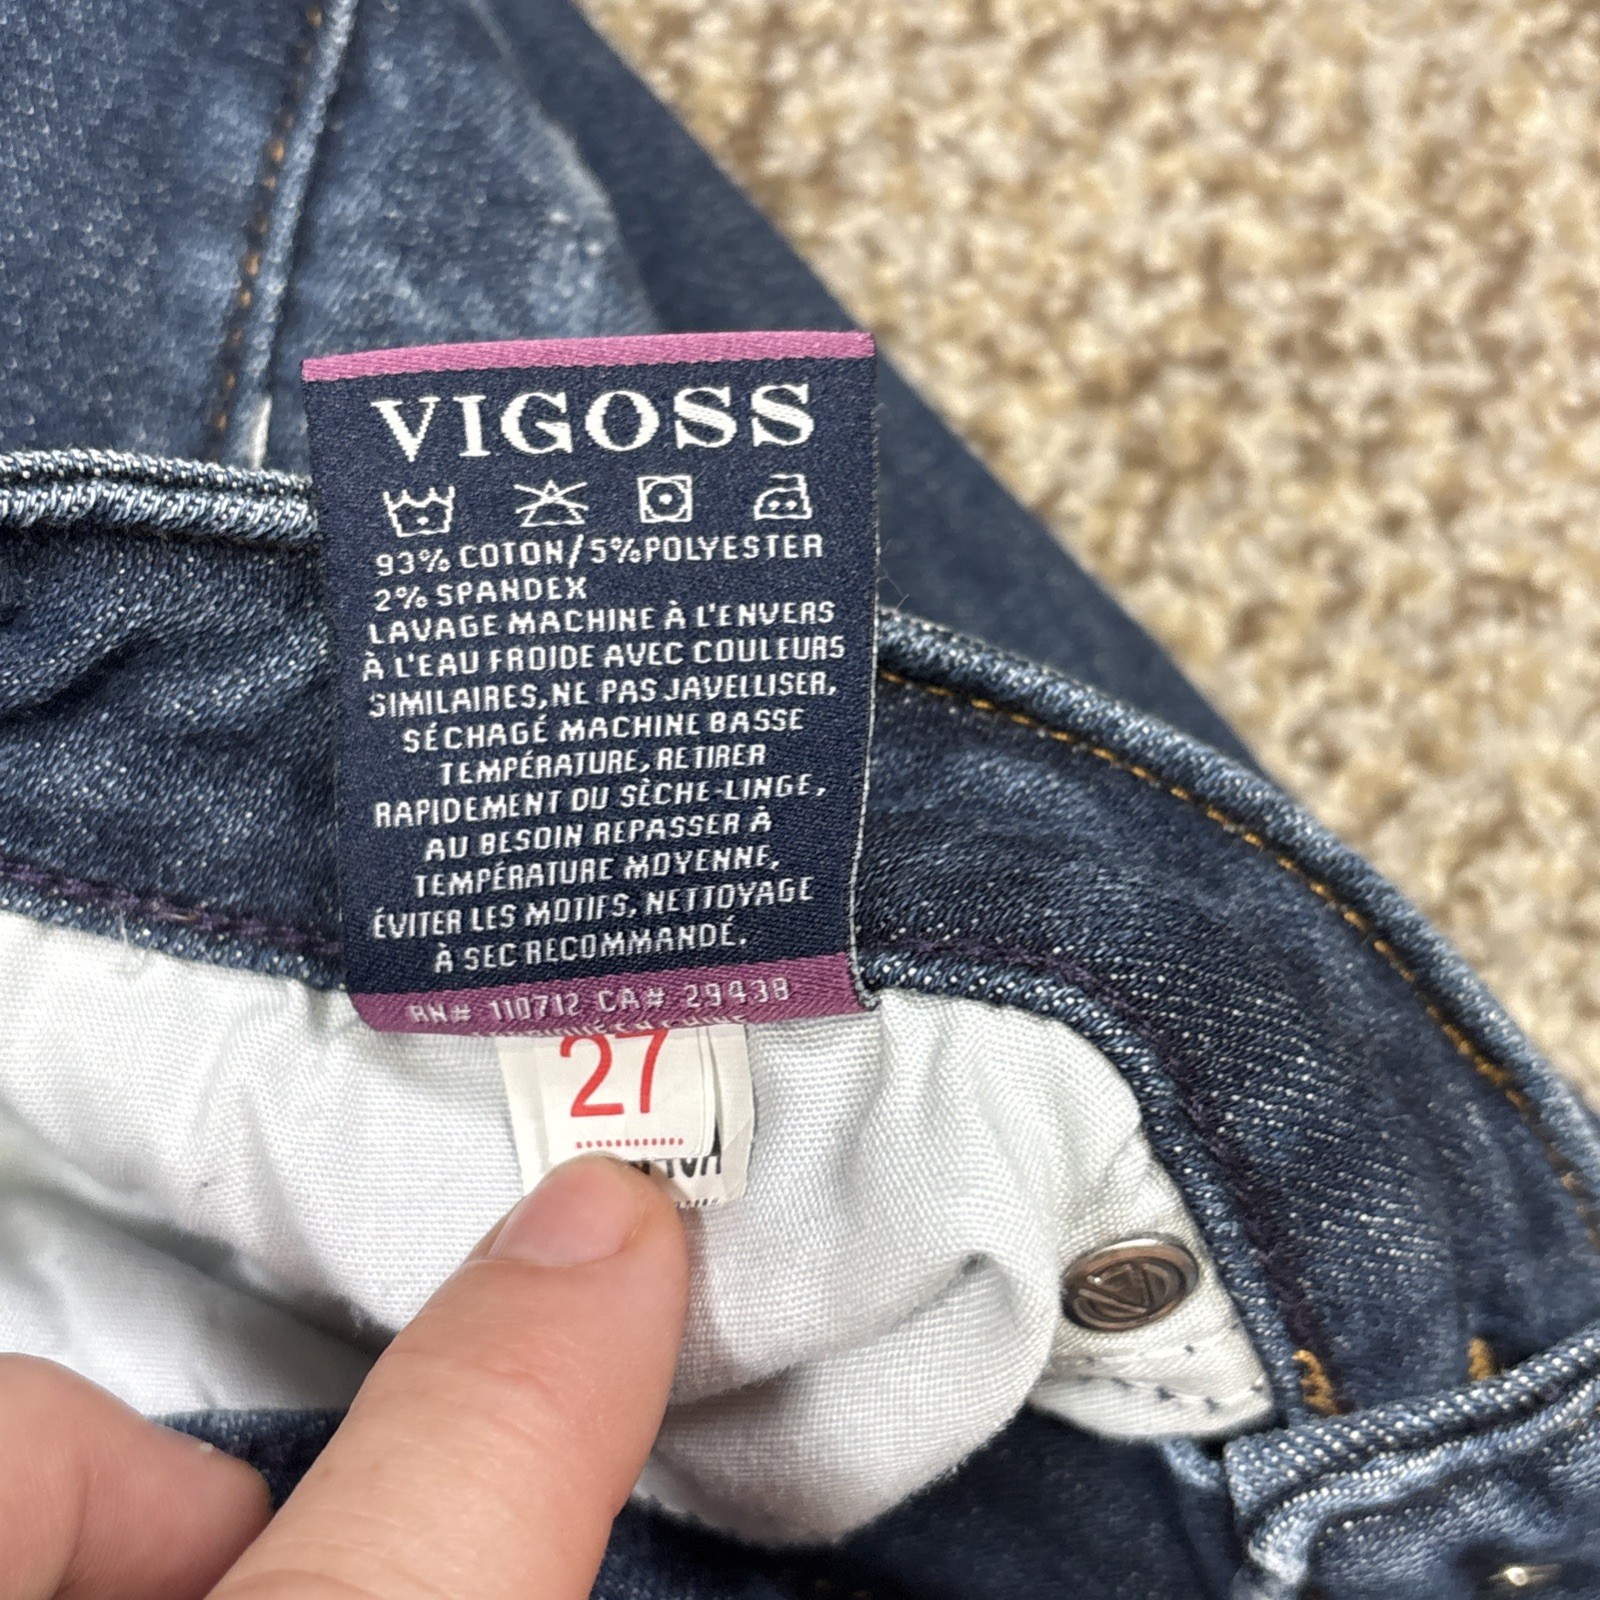 VIGOSS
93% COTON/5%POLYESTER
2% SPANDEX
LAVAGE MACHINE À L'ENVERS
À L'EAU FROIDE AVEC COULEURS
SIMILAIRES, NE PAS JAVELLISER,
SÉCHAGÉ MACHINE BASSE
TEMPÉRATURE, RETIRER
RAPIDEMENT DU SÈCHE-LINGE,
AU BESOIN REPASSER À
TEMPÉRATURE MOYENNE,
ÉVITER LES MOTIFS, NETTOYAGE
À SEC RECOMMANDÉ.
RN# 110712 CA# 29438
27